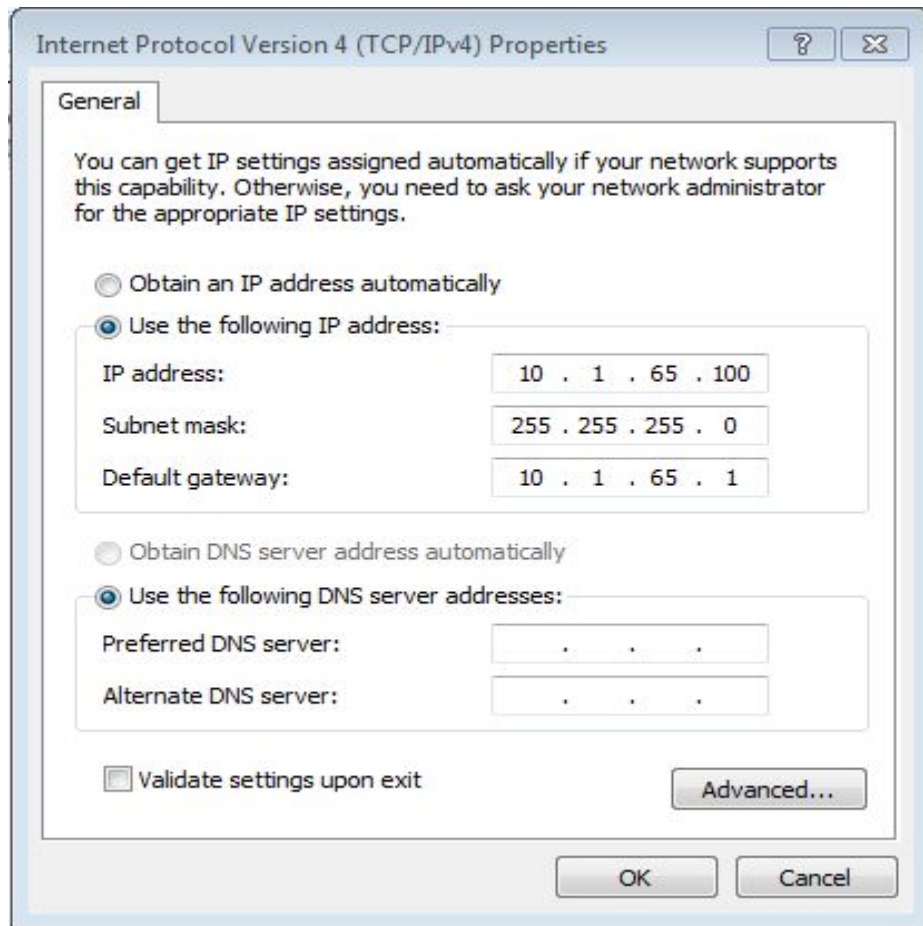 Internet Protocol Version 4 (TCP/IPv4) Properties
General
You can get IP settings assigned automatically if your network supports
this capability. Otherwise, you need to ask your network administrator
for the appropriate IP settings.
Obtain an IP address automatically
Use the following IP address:
IP address: 10 . 1 . 65 . 100
Subnet mask: 255 . 255 . 255 . 0
Default gateway: 10 . 1 . 65 . 1
Obtain DNS server address automatically
Use the following DNS server addresses:
Preferred DNS server: . . .
Alternate DNS server: . . .
Validate settings upon exit
Advanced...
OK Cancel